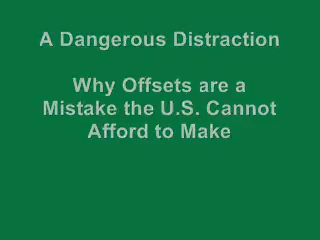 A Dangerous Distraction
Why Offsets are a
Mistake the U.S. Cannot
Afford to Make